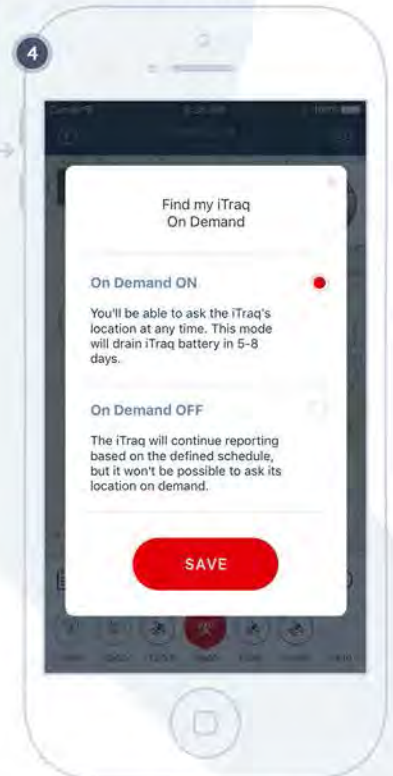 4
Find my iTraq
On Demand
On Demand ON
You'll be able to ask the iTraq's
location at any time. This mode
will drain iTraq battery in 5-8
days.
On Demand OFF
The iTraq will continue reporting
based on the defined schedule,
but it won't be possible to ask its
location on demand.
SAVE